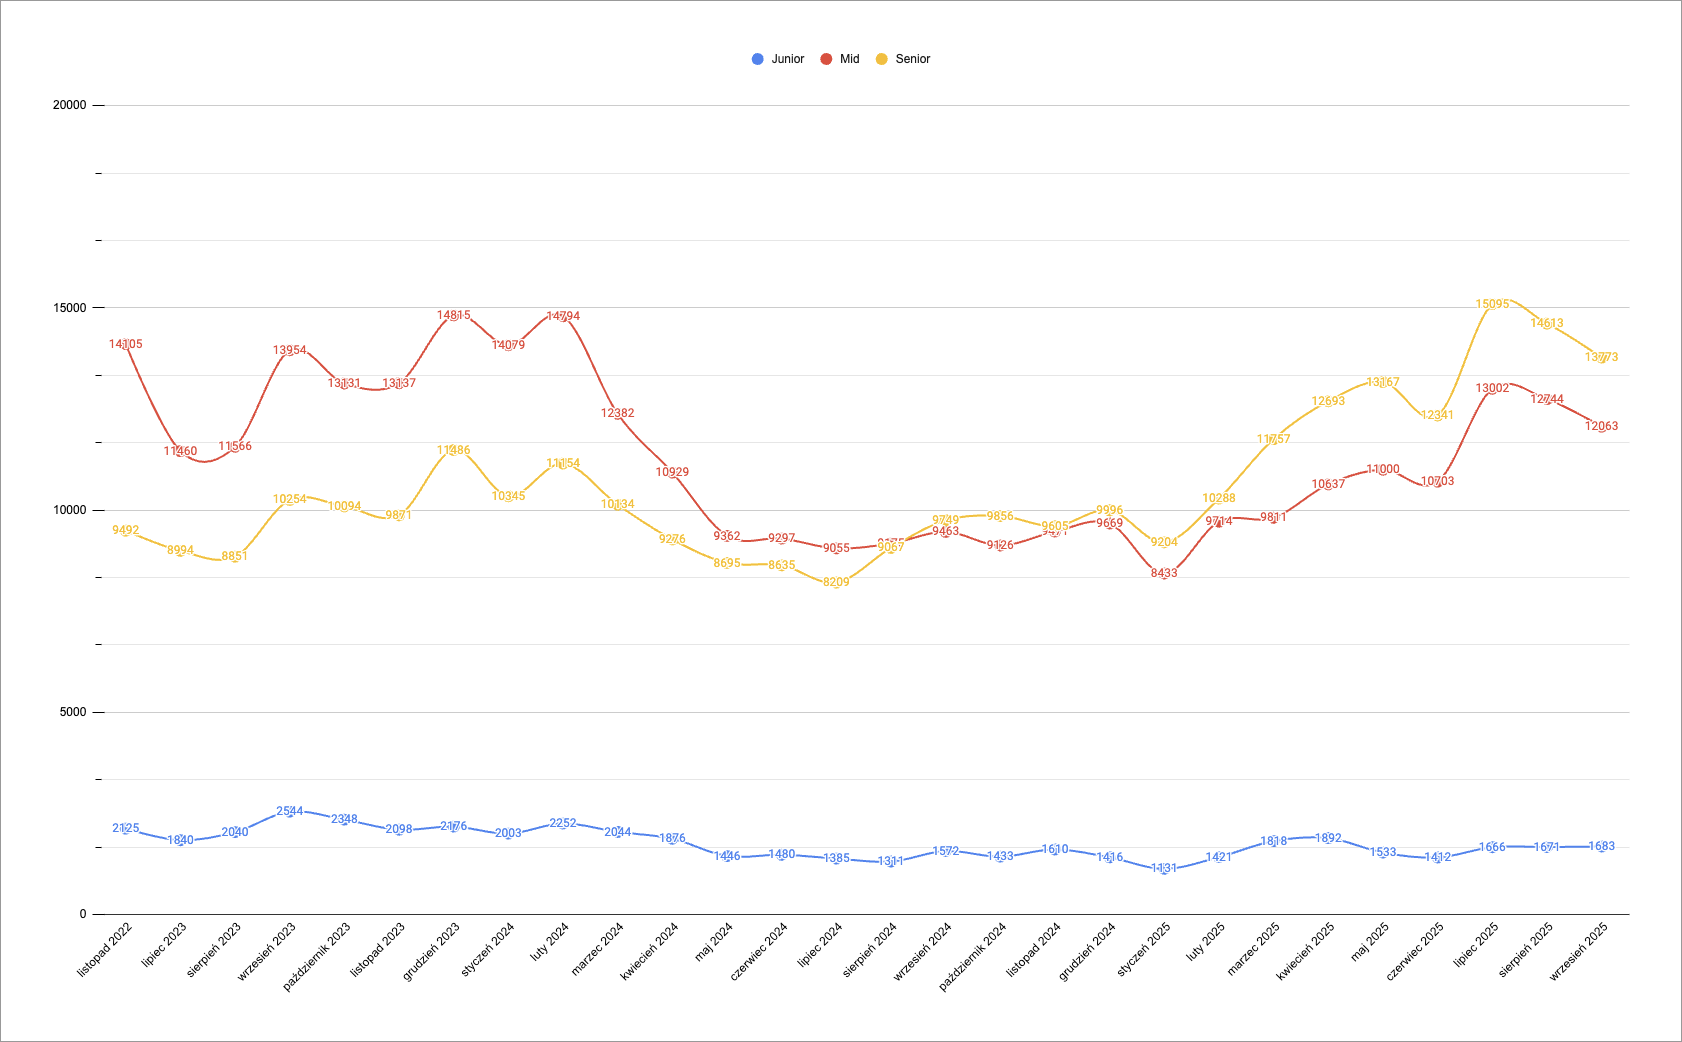 Junior Mid Senior
20000
15000
10000
5000
0
14105 11460 11566 13954 13131 13137 14815 14079 14794 12382 10929 9362 9297 9055 9463 9126 9669 8433 9714 9811 10637 11000 10703 13002 12744 12063
9492 8994 8851 10254 10094 9871 11486 10345 11154 10134 9276 8695 8635 8209 9067 9749 9856 9605 9996 9204 10288 11757 12693 13167 12341 15095 14613 13773
2125 1840 2040 2544 2348 2098 2176 2003 2252 2044 1876 1446 1480 1385 1311 1572 1433 1610 1416 1131 1421 1818 1892 1533 1412 1666 1671 1683
listopad 2022
lipiec 2023
sierpień 2023
wrzesień 2023
październik 2023
listopad 2023
grudzień 2023
styczeń 2024
luty 2024
marzec 2024
kwiecień 2024
maj 2024
czerwiec 2024
lipiec 2024
sierpień 2024
wrzesień 2024
październik 2024
listopad 2024
grudzień 2024
styczeń 2025
luty 2025
marzec 2025
kwiecień 2025
maj 2025
czerwiec 2025
lipiec 2025
sierpień 2025
wrzesień 2025